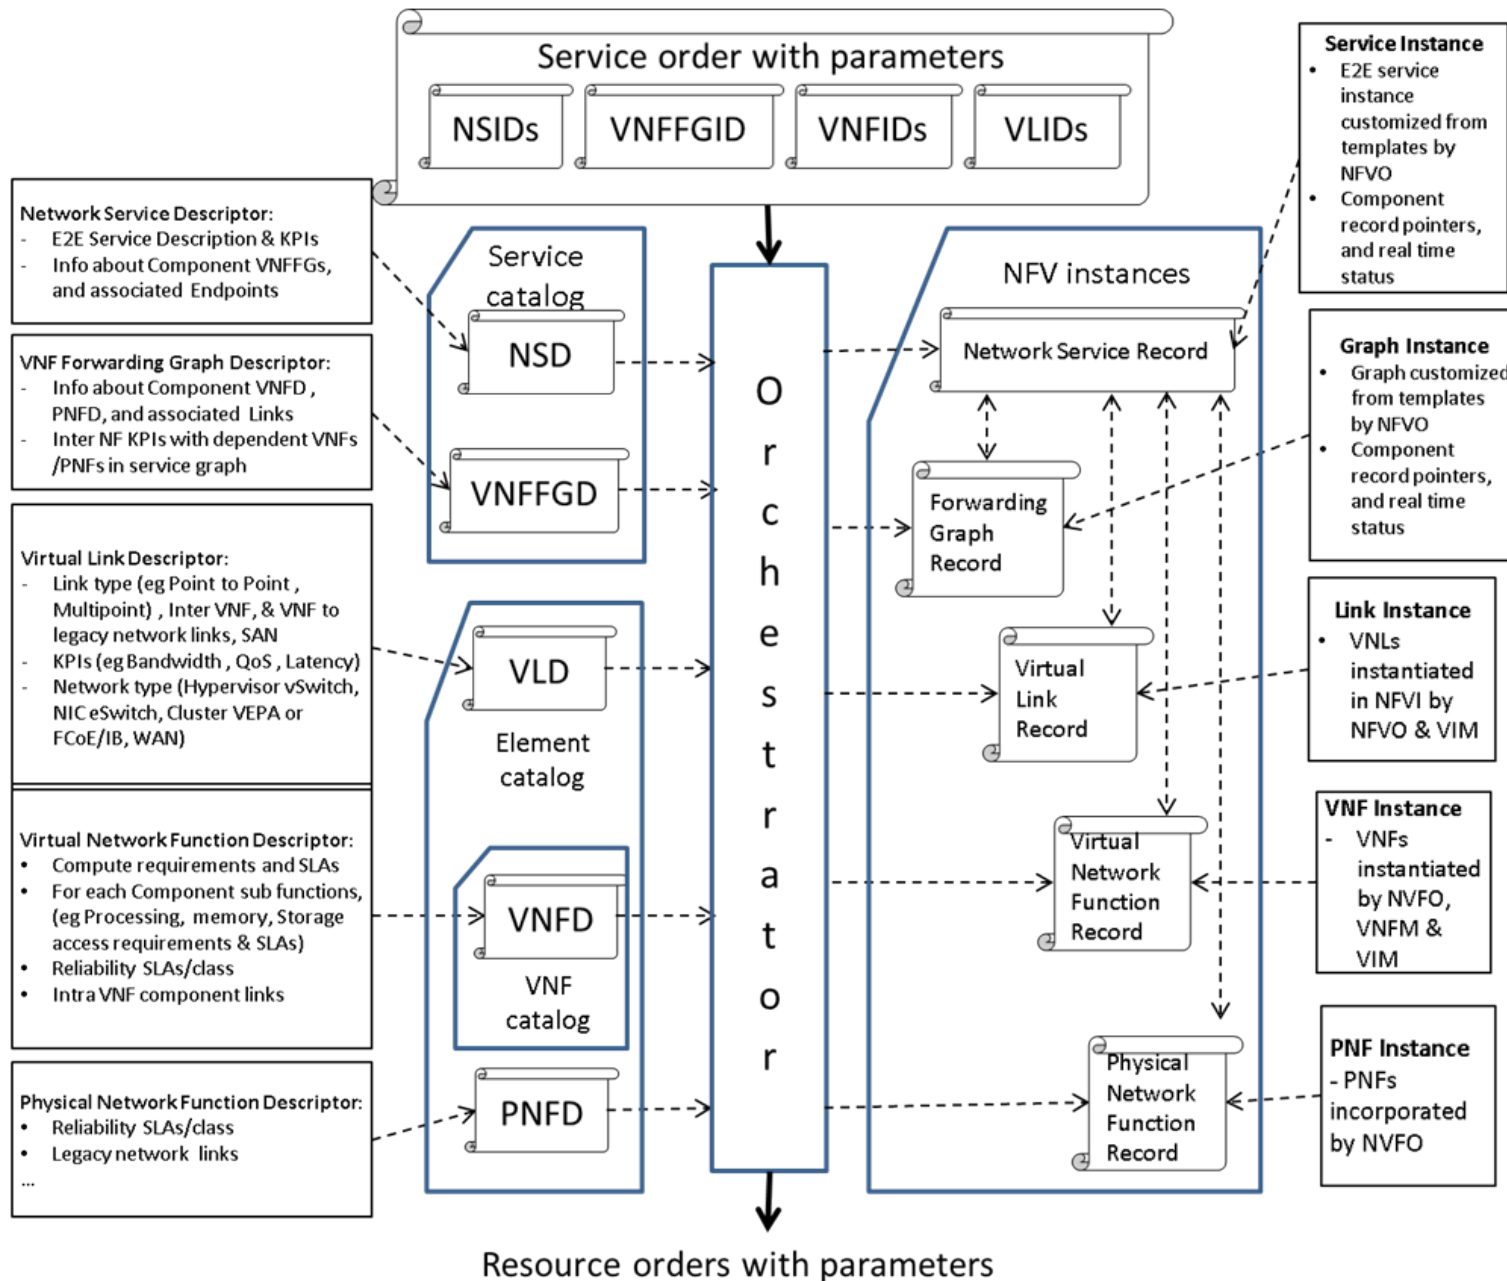 Service order with parameters
NSIDs
VNFFGID
VNFIDs
VLIDs
Network Service Descriptor:
- E2E Service Description & KPIs
- Info about Component VNFFGs,
and associated Endpoints
VNF Forwarding Graph Descriptor:
- Info about Component VNFD ,
PNFD, and associated Links
- Inter NF KPIs with dependent VNFs
/PNFs in service graph
Virtual Link Descriptor:
- Link type (eg Point to Point ,
Multipoint) , Inter VNF, & VNF to
legacy network links, SAN
- KPIs (eg Bandwidth , QoS , Latency)
- Network type (Hypervisor vSwitch,
NIC eSwitch, Cluster VEPA or
FCoE/IB, WAN)
Virtual Network Function Descriptor:
• Compute requirements and SLAs
• For each Component sub functions,
(eg Processing, memory, Storage
access requirements & SLAs)
• Reliability SLAs/class
• Intra VNF component links
Physical Network Function Descriptor:
• Reliability SLAs/class
• Legacy network links
...
Service
catalog
NSD
VNFFGD
VLD
Element
catalog
VNFD
VNF
catalog
PNFD
Orchestrator
NFV instances
Network Service Record
Forwarding
Graph
Record
Virtual
Link
Record
Virtual
Network
Function
Record
Physical
Network
Function
Record
Service Instance
• E2E service
instance
customized from
templates by
NFVO
• Component
record pointers,
and real time
status
Graph Instance
• Graph customized
from templates
by NFVO
• Component
record pointers,
and real time
status
Link Instance
• VNLs
instantiated
in NFVI by
NFVO & VIM
VNF Instance
- VNFs
instantiated
by NVFO,
VNFM &
VIM
PNF Instance
- PNFs
incorporated
by NVFO
Resource orders with parameters